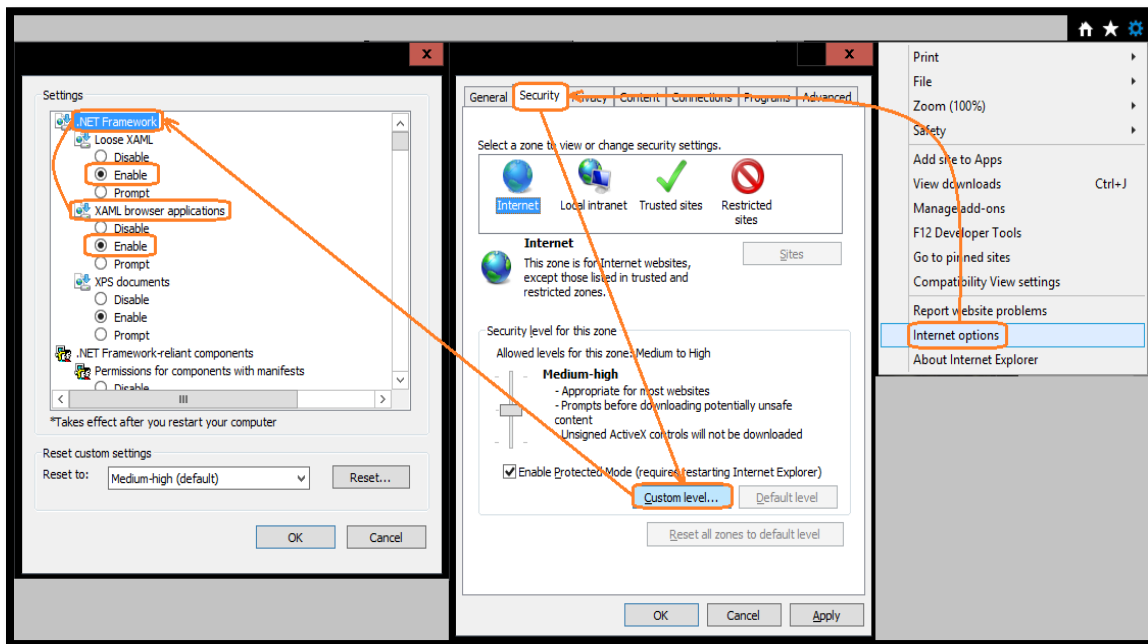 x
Settings
.NET Framework
Loose XAML
Disable
Enable
Prompt
XAML browser applications
Disable
Enable
Prompt
XPS documents
Disable
Enable
Prompt
.NET Framework-reliant components
Permissions for components with manifests
Disable
*Takes effect after you restart your computer
Reset custom settings
Reset to:
Medium-high (default)
Reset...
OK
Cancel
x
General
Security
Privacy
Content
Connections
Programs
Advanced
Select a zone to view or change security settings.
Internet
Local intranet
Trusted sites
Restricted
sites
Internet
This zone is for Internet websites,
except those listed in trusted and
restricted zones.
Sites
Security level for this zone
Allowed levels for this zone: Medium to High
Medium-high
- Appropriate for most websites
- Prompts before downloading potentially unsafe
content
- Unsigned ActiveX controls will not be downloaded
Enable Protected Mode (requires restarting Internet Explorer)
Custom level...
Default level
Reset all zones to default level
OK
Cancel
Apply
Print
File
Zoom (100%)
Safety
Add site to Apps
View downloads Ctrl+J
Manage add-ons
F12 Developer Tools
Go to pinned sites
Compatibility View settings
Report website problems
Internet options
About Internet Explorer